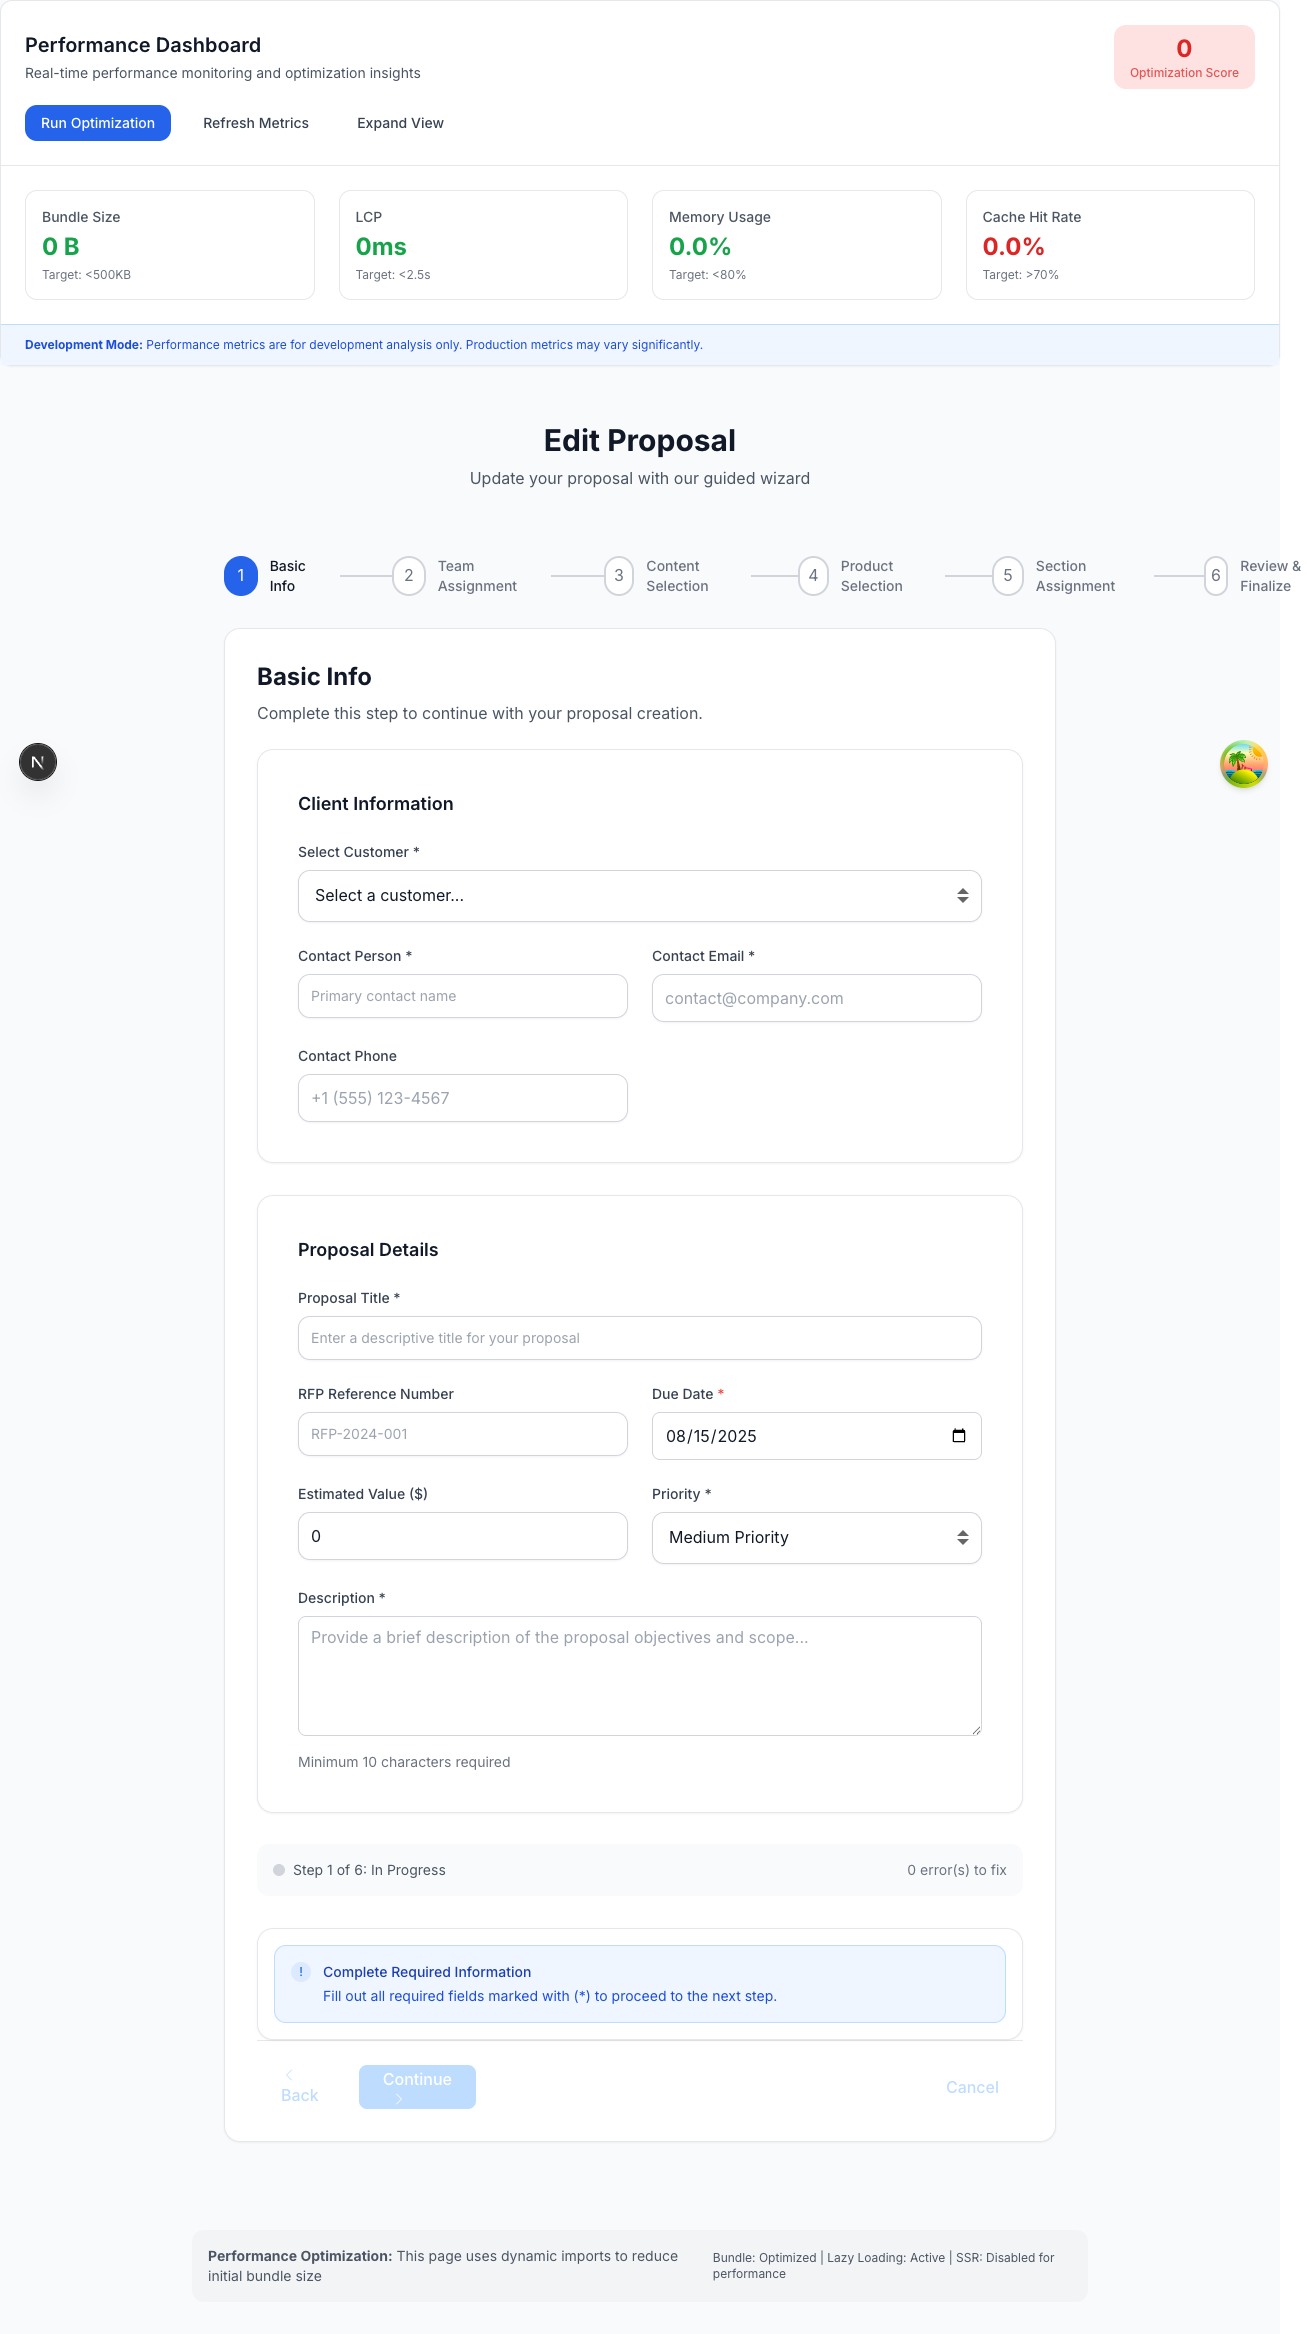 Performance Dashboard
Real-time performance monitoring and optimization insights
0
Optimization Score
Run Optimization
Refresh Metrics
Expand View
Bundle Size
0 B
Target: <500KB
LCP
0ms
Target: <2.5s
Memory Usage
0.0%
Target: <80%
Cache Hit Rate
0.0%
Target: >70%
Development Mode: Performance metrics are for development analysis only. Production metrics may vary significantly.
Edit Proposal
Update your proposal with our guided wizard
1
Basic
Info
2
Team
Assignment
3
Content
Selection
4
Product
Selection
5
Section
Assignment
6
Review &
Finalize
Basic Info
Complete this step to continue with your proposal creation.
N
Client Information
Select Customer *
Select a customer...
Contact Person *
Primary contact name
Contact Email *
contact@company.com
Contact Phone
+1 (555) 123-4567
Proposal Details
Proposal Title *
Enter a descriptive title for your proposal
RFP Reference Number
RFP-2024-001
Due Date *
08/15/2025
Estimated Value ($)
0
Priority *
Medium Priority
Description *
Provide a brief description of the proposal objectives and scope...
Minimum 10 characters required
Step 1 of 6: In Progress
0 error(s) to fix
!
Complete Required Information
Fill out all required fields marked with (*) to proceed to the next step.
Back
Continue
Cancel
Performance Optimization: This page uses dynamic imports to reduce
initial bundle size
Bundle: Optimized | Lazy Loading: Active | SSR: Disabled for
performance